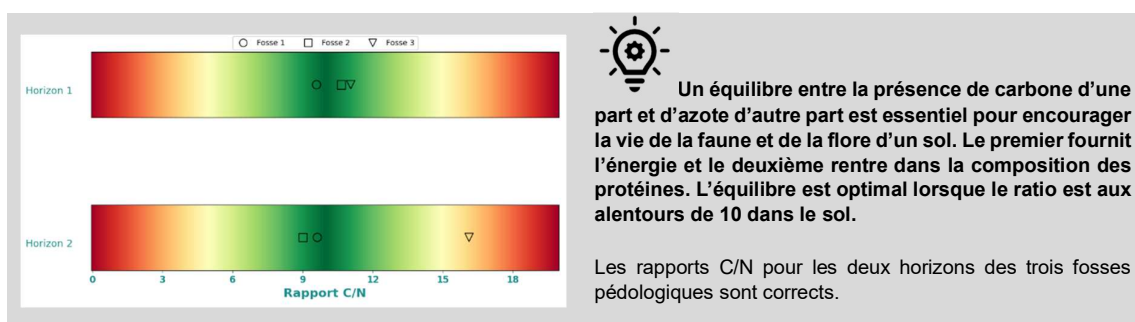 Fosse 1 Fosse 2 Fosse 3
Horizon 1
Horizon 2
0 3 6 9 12 15 18
Rapport C/N
Un équilibre entre la présence de carbone d’une
part et d’azote d’autre part est essentiel pour encourager
la vie de la faune et de la flore d’un sol. Le premier fournit
l’énergie et le deuxième rentre dans la composition des
protéines. L’équilibre est optimal lorsque le ratio est aux
alentours de 10 dans le sol.
Les rapports C/N pour les deux horizons des trois fosses
pédologiques sont corrects.